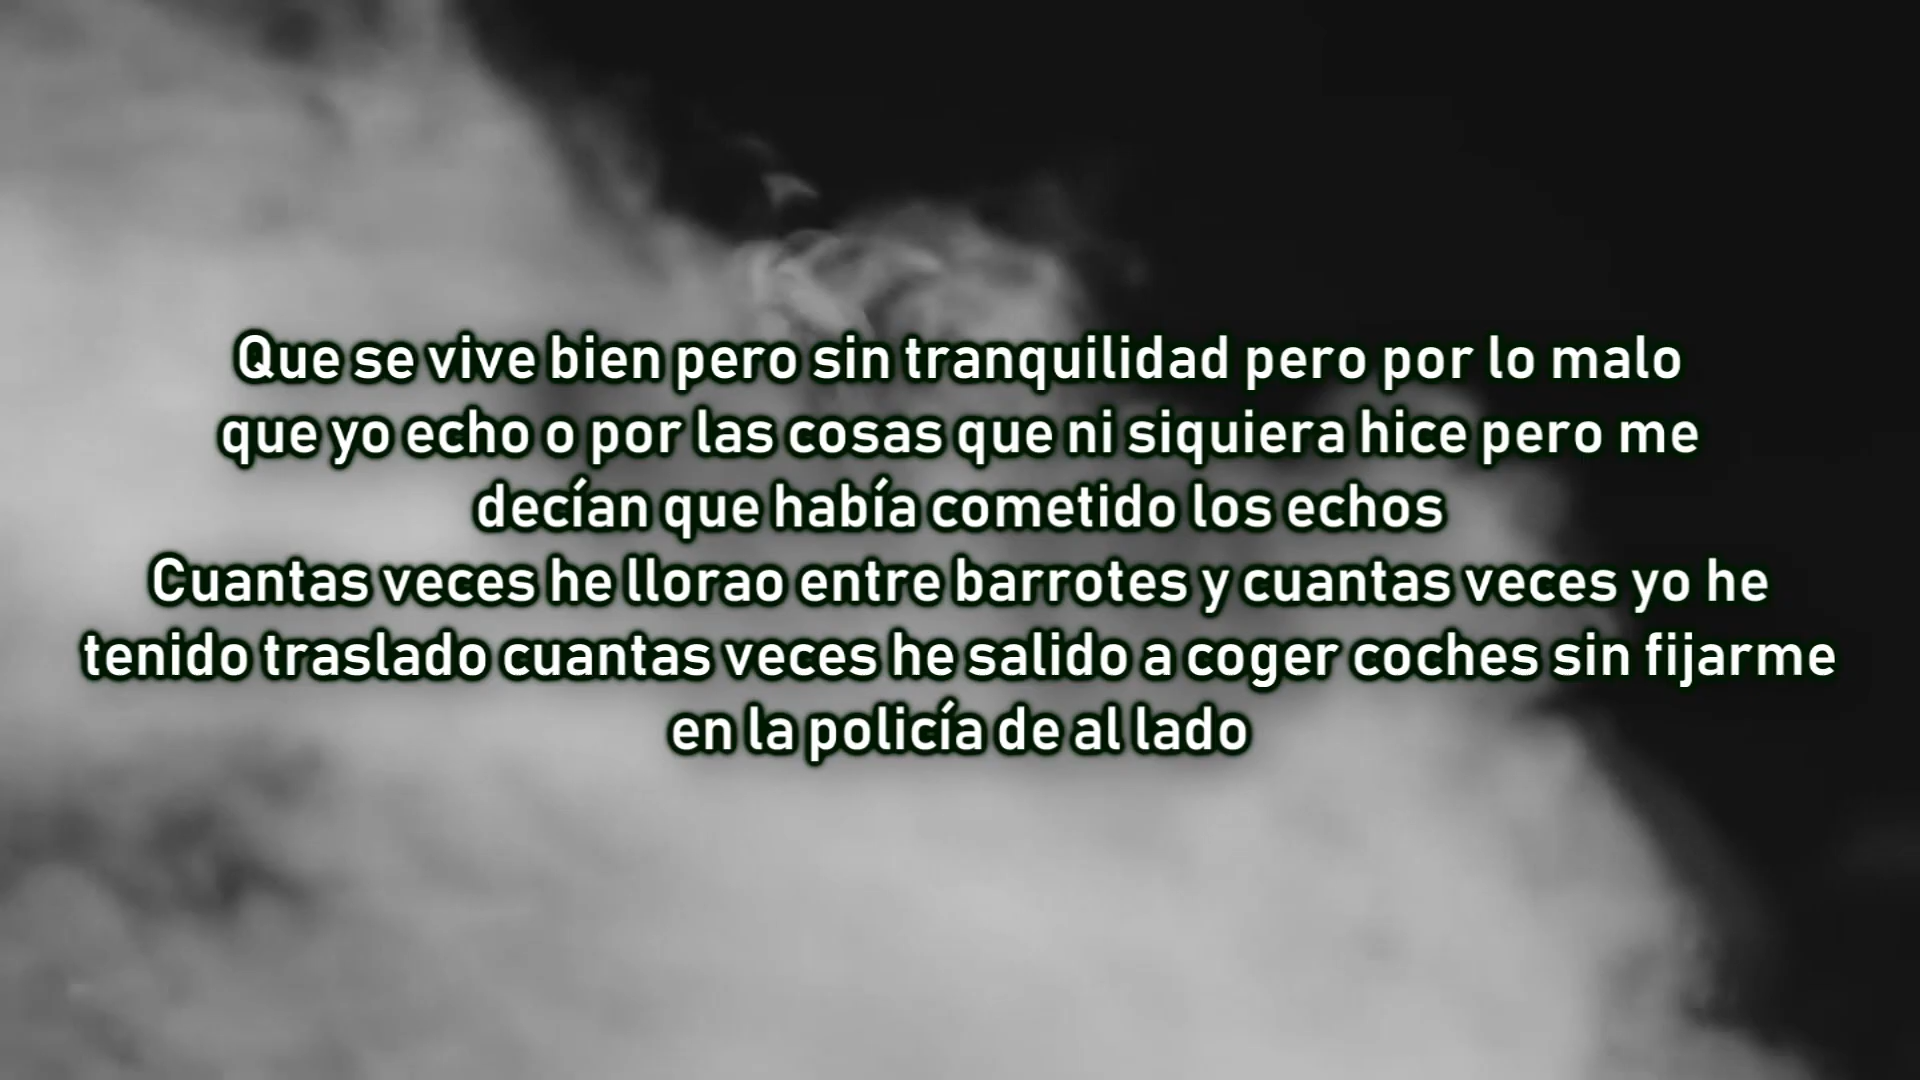 Que se vive bien pero sin tranquilidad pero por lo malo
que yo echo o por las cosas que ni siquiera hice pero me
decían que había cometido los echos
Cuantas veces he llorao entre barrotes y cuantas veces yo he
tenido traslado cuantas veces he salido a coger coches sin fijarme
en la policía de al lado